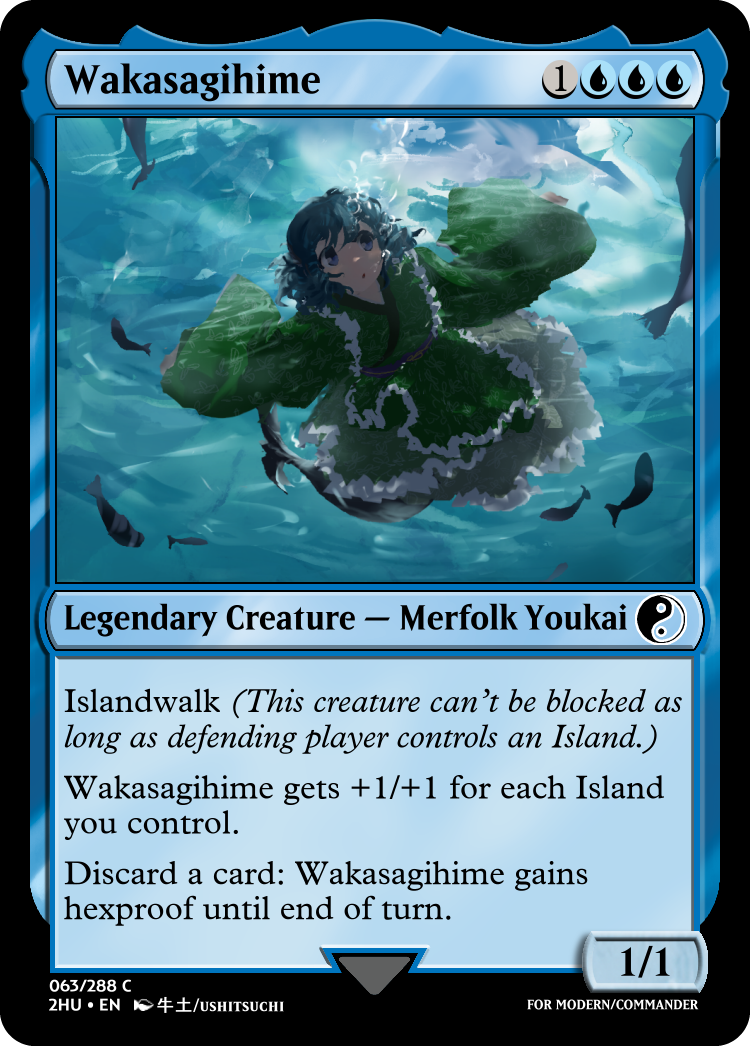 Wakasagihime 1
Legendary Creature — Merfolk Youkai
Islandwalk (This creature can't be blocked as
long as defending player controls an Island.)
Wakasagihime gets +1/+1 for each Island
you control.
Discard a card: Wakasagihime gains
hexproof until end of turn.
1/1
063/288 C
2HU • EN 牛土/USHITSUCHI
FOR MODERN/COMMANDER